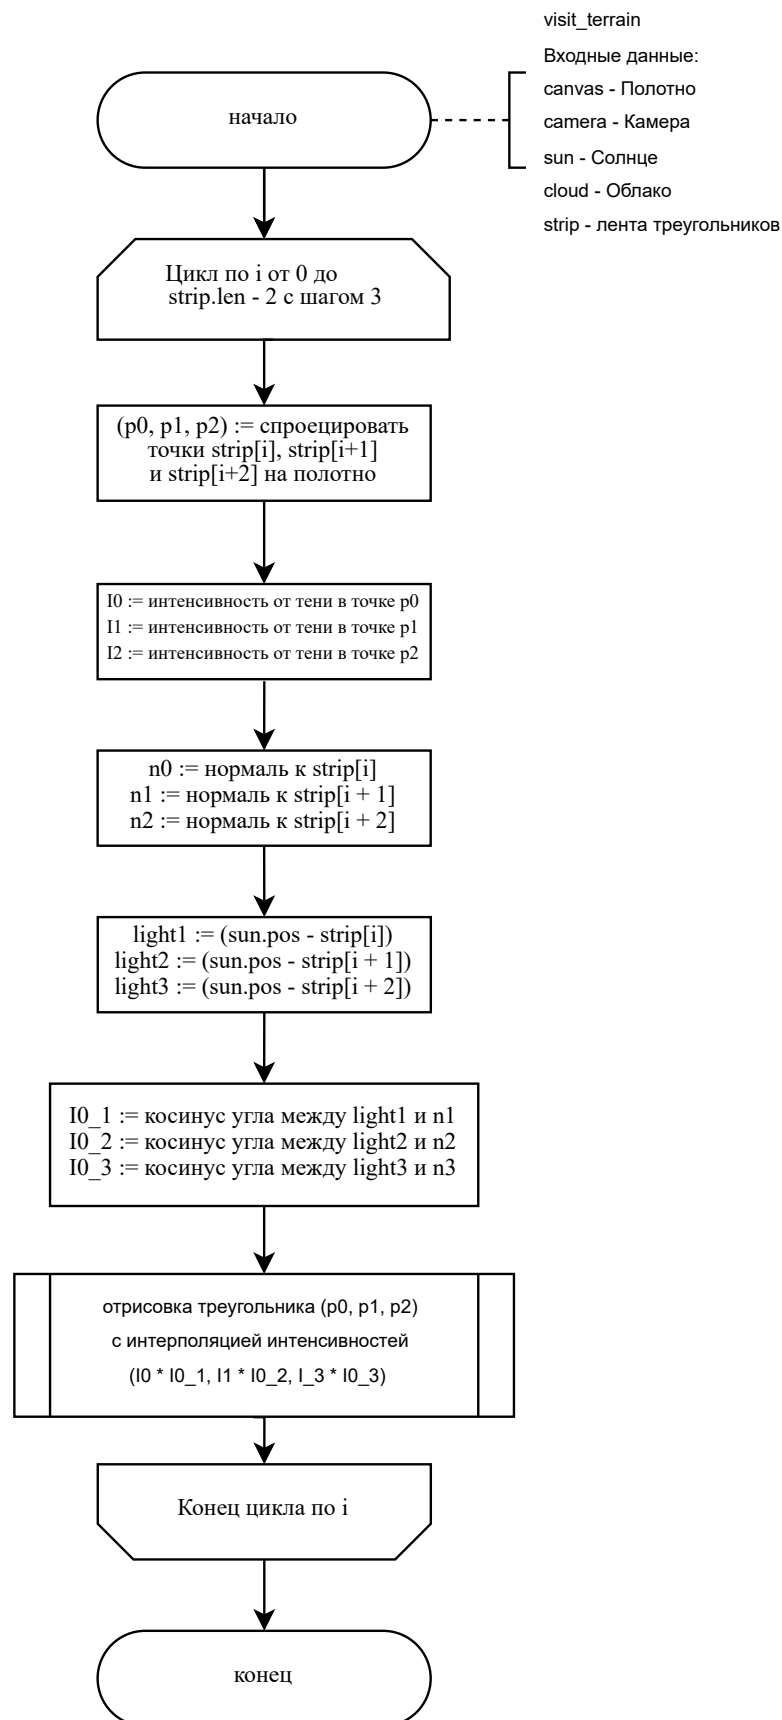 visit_terrain
Входные данные:
canvas - Полотно
camera - Камера
sun - Солнце
cloud - Облако
strip - лента треугольников
начало
Цикл по i от 0 до
strip.len - 2 с шагом 3
(p0, p1, p2) := спроецировать
точки strip[i], strip[i+1]
и strip[i+2] на полотно
I0 := интенсивность от тени в точке p0
I1 := интенсивность от тени в точке p1
I2 := интенсивность от тени в точке p2
n0 := нормаль к strip[i]
n1 := нормаль к strip[i + 1]
n2 := нормаль к strip[i + 2]
light1 := (sun.pos - strip[i])
light2 := (sun.pos - strip[i + 1])
light3 := (sun.pos - strip[i + 2])
I0_1 := косинус угла между light1 и n1
I0_2 := косинус угла между light2 и n2
I0_3 := косинус угла между light3 и n3
отрисовка треугольника (p0, p1, p2)
с интерполяцией интенсивностей
(I0 * I0_1, I1 * I0_2, I_3 * I0_3)
Конец цикла по i
конец